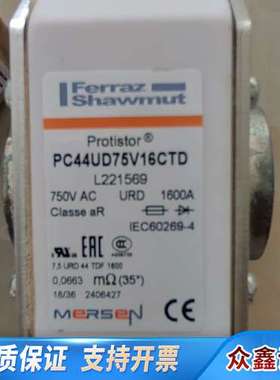 Ferraz
Shawmut
Protistor®
PC44UD75V16CTD
L221569
750V AC URD 1600A
Classe aR
IEC60269-4
EAC
7,5 URD 44 TDF 1600
0,0663 mΩ (35°)
16/36 2406427
MERSEN CE
质保证 支持开票
众鑫